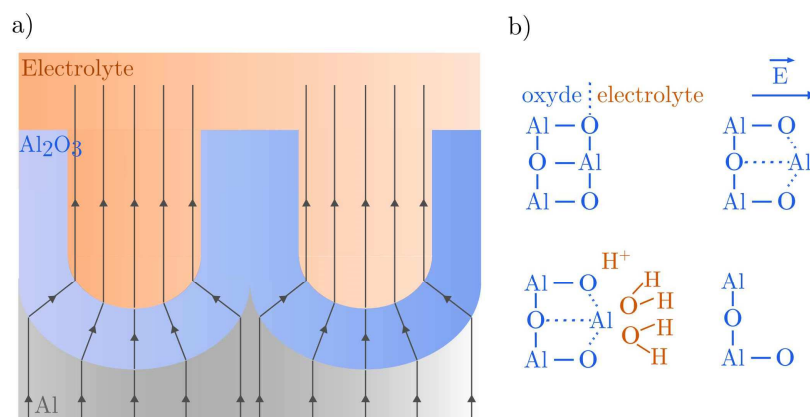 a)
Electrolyte
Al₂O₃
Al
b)
oxyde electrolyte
E
Al O
O Al
Al O
Al O
O Al
Al O
H⁺
Al O H
O H
O Al
O H
Al O H
Al
O
Al O